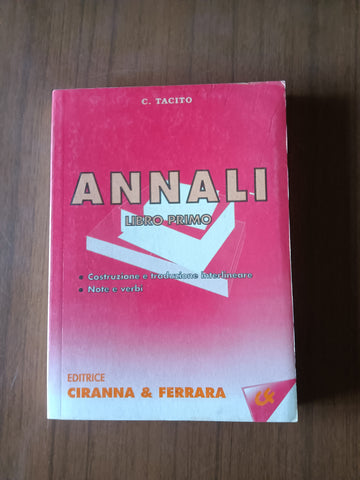 C. TACITO
ANNALI
LIBRO PRIMO
• Costruzione e traduzione interlineare
• Note e verbi
EDITRICE
CIRANNA & FERRARA